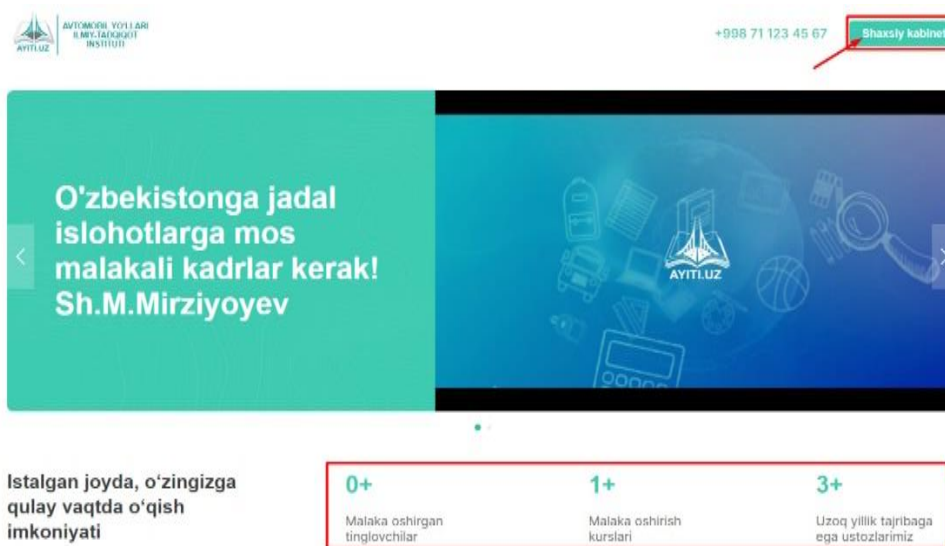 AVTOMOBIL YO'LLARI
ILMIY-TADQIQOT
INSTITUTI
AYITI.UZ
+998 71 123 45 67
Shaxsiy kabinet
O'zbekistonga jadal
islohotlarga mos
malakali kadrlar kerak!
Sh.M.Mirziyoyev
AYITI.UZ
Istalgan joyda, o‘zingizga
qulay vaqtda o‘qish
imkoniyati
0+
Malaka oshirgan
tinglovchilar
1+
Malaka oshirish
kurslari
3+
Uzoq yillik tajribaga
ega ustozlarimiz